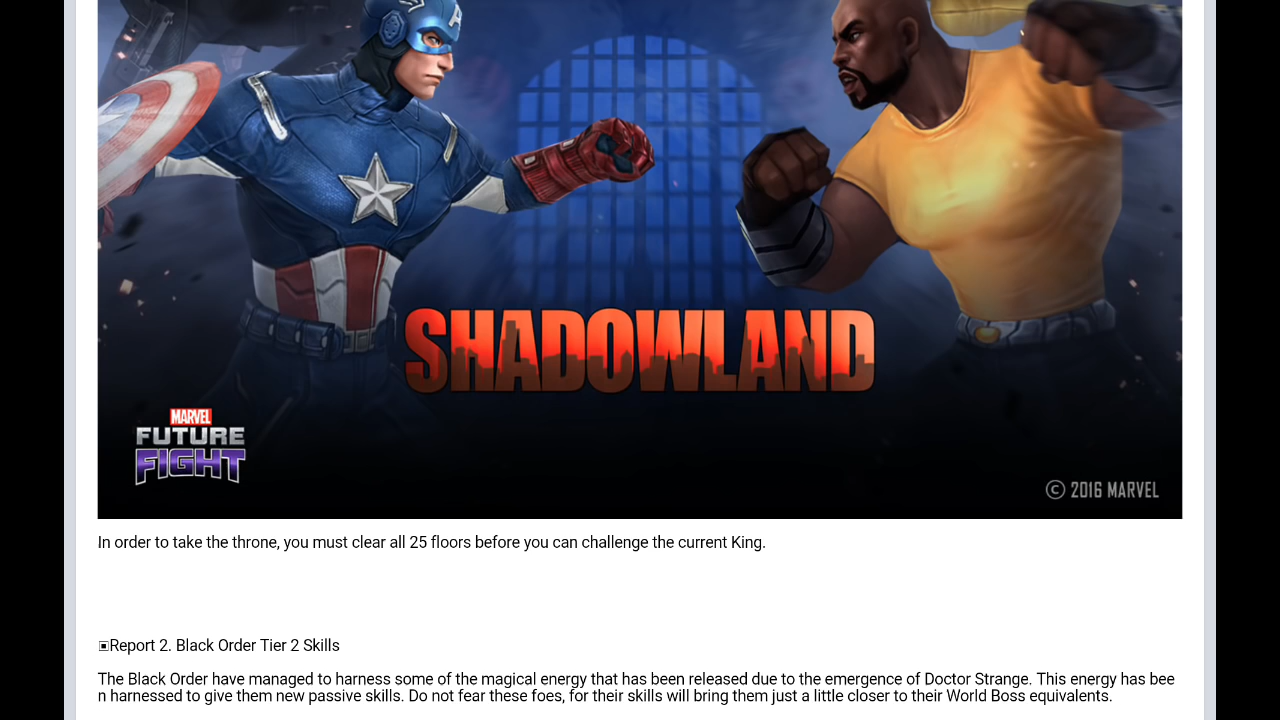 A
SHADOWLAND
MARVEL
FUTURE
FIGHT
© 2016 MARVEL
In order to take the throne, you must clear all 25 floors before you can challenge the current King.
▣Report 2. Black Order Tier 2 Skills
The Black Order have managed to harness some of the magical energy that has been released due to the emergence of Doctor Strange. This energy has bee
n harnessed to give them new passive skills. Do not fear these foes, for their skills will bring them just a little closer to their World Boss equivalents.